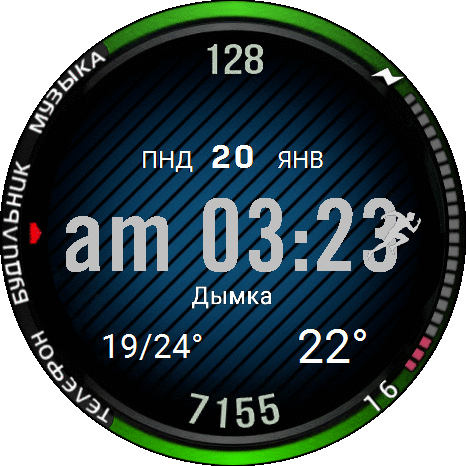 128
МУЗЫКА
ПНД 20 ЯНВ
БУДИЛЬНИК
am 03:23
Дымка
19/24° 22°
ТЕЛЕФОН
16
7155